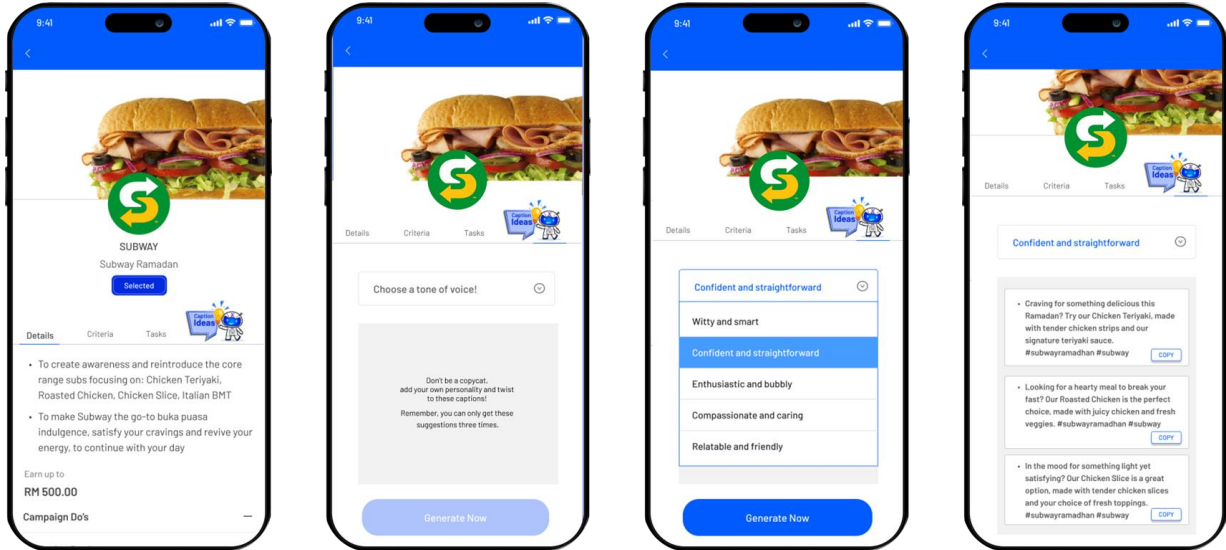 9:41
SUBWAY
Subway Ramadan
Selected
Caption
Ideas
Details
Criteria
Tasks
• To create awareness and reintroduce the core
range subs focusing on: Chicken Teriyaki,
Roasted Chicken, Chicken Slice, Italian BMT
• To make Subway the go-to buka puasa
indulgence, satisfy your cravings and revive your
energy, to continue with your day
Earn up to
RM 500.00
Campaign Do's
9:41
Caption
Ideas
Details
Criteria
Tasks
Choose a tone of voice!
Don't be a copycat,
add your own personality and twist
to these captions!
Remember, you can only get these
suggestions three times.
Generate Now
9:41
Caption
Ideas
Details
Criteria
Tasks
Confident and straightforward
Witty and smart
Confident and straightforward
Enthusiastic and bubbly
Compassionate and caring
Relatable and friendly
Generate Now
9:41
Caption
Ideas
Details
Criteria
Tasks
Confident and straightforward
• Craving for something delicious this
Ramadan? Try our Chicken Teriyaki, made
with tender chicken strips and our
signature teriyaki sauce.
#subwayramadhan #subway
COPY
• Looking for a hearty meal to break your
fast? Our Roasted Chicken is the perfect
choice, made with juicy chicken and fresh
veggies. #subwayramadhan #subway
COPY
• In the mood for something light yet
satisfying? Our Chicken Slice is a great
option, made with tender chicken slices
and your choice of fresh toppings.
#subwayramadhan #subway
COPY